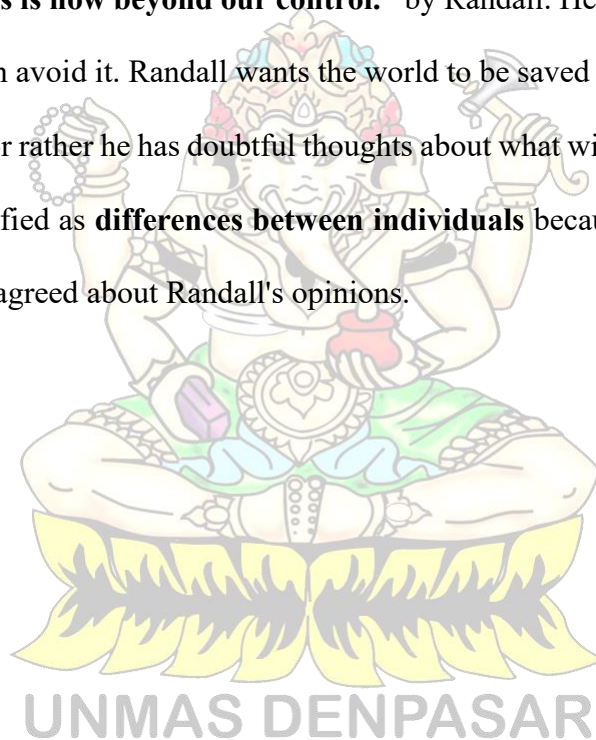 s is now beyond our control.” by Randall. He
n avoid it. Randall wants the world to be saved
r rather he has doubtful thoughts about what wi
fied as differences between individuals becau
agreed about Randall's opinions.
UNMAS DENPASAR